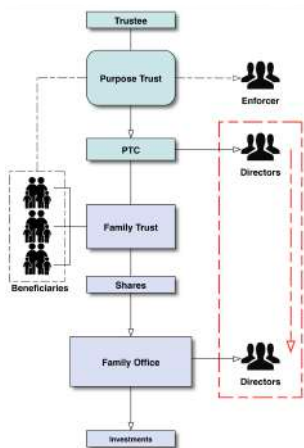 Trustee
Purpose Trust
Enforcer
PTC
Directors
Family Trust
Beneficiaries
Shares
Family Office
Directors
Investments